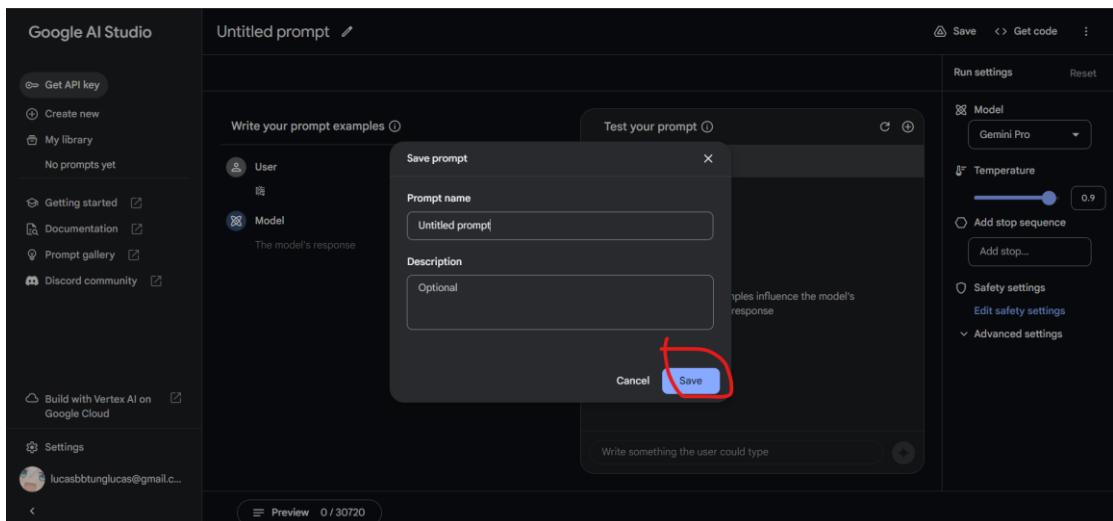 Google AI Studio
Untitled prompt
Save
<> Get code
Get API key
Create new
My library
No prompts yet
Getting started
Documentation
Prompt gallery
Discord community
Build with Vertex AI on
Google Cloud
Settings
lucasbbtunglucas@gmail.c...
Write your prompt examples
User
嗨
Model
The model's response
Test your prompt
Save prompt
Prompt name
Untitled prompt
Description
Optional
Cancel
Save
ples influence the model's
response
Write something the user could type
Preview 0 / 30720
Run settings
Reset
Model
Gemini Pro
Temperature
0.9
Add stop sequence
Add stop...
Safety settings
Edit safety settings
Advanced settings